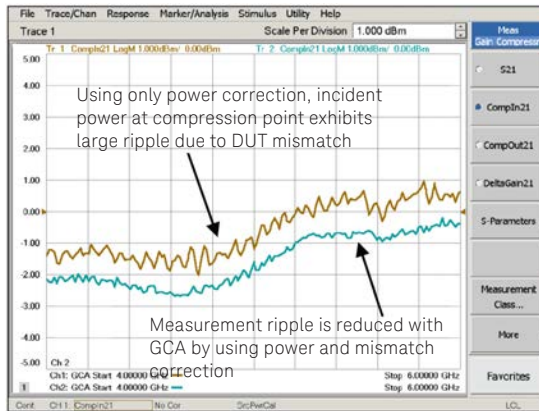 File Trace/Chan Response Marker/Analysis Stimulus Utility Help
Trace 1 Scale Per Division 1.000 dBm
Meas
Gain Compress
Tr 1 CompIn21 LogM 1.000dBm/ 0.00dBm Tr 2 CompIn21 LogM 1.000dBm/ 0.00dBm
5.00
4.00
3.00
2.00
1.00
0.00
-1.00
-2.00
-3.00
-4.00
-5.00
Using only power correction, incident
power at compression point exhibits
large ripple due to DUT mismatch
Measurement ripple is reduced with
GCA by using power and mismatch
correction
Ch 2
Ch1: GCA Start 4.00000 GHz Stop 6.00000 GHz
1 Ch2: GCA Start 4.00000 GHz Stop 6.00000 GHz
S21
CompIn21
CompOut21
DeltaGain21
S-Parameters
Measurement
Class...
More
Favorites
Cont. CH 1: CompIn21 No Cor SrcPwrCal LCL